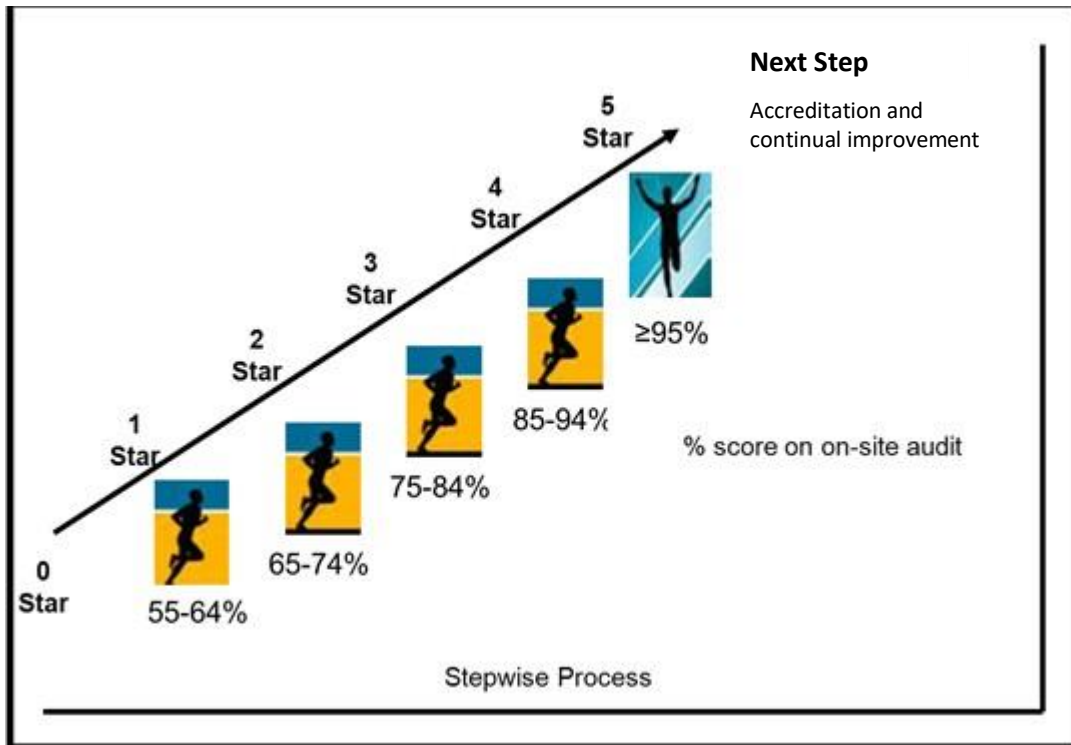 Next Step
Accreditation and
continual improvement
5
Star
4
Star
3
Star
2
Star
1
Star
0
Star
≥95%
85-94%
75-84%
65-74%
55-64%
% score on on-site audit
Stepwise Process